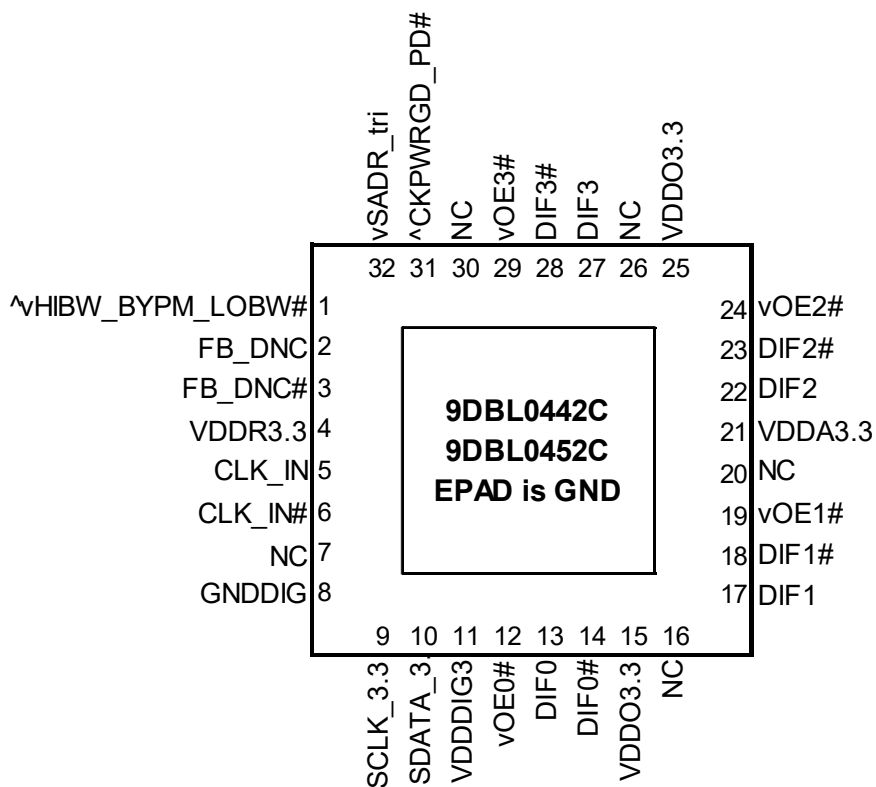 vSADR_tri
^CKPWRGD_PD#
NC
vOE3#
DIF3#
DIF3
NC
VDDO3.3
32 31 30 29 28 27 26 25
^vHIBW_BYPM_LOBW# 1
FB_DNC 2
FB_DNC# 3
VDDR3.3 4
CLK_IN 5
CLK_IN# 6
NC 7
GNDDIG 8
9DBL0442C
9DBL0452C
EPAD is GND
24 vOE2#
23 DIF2#
22 DIF2
21 VDDA3.3
20 NC
19 vOE1#
18 DIF1#
17 DIF1
9 10 11 12 13 14 15 16
SCLK_3.3
SDATA_3.
VDDDIG3
vOE0#
DIF0
DIF0#
VDDO3.3
NC